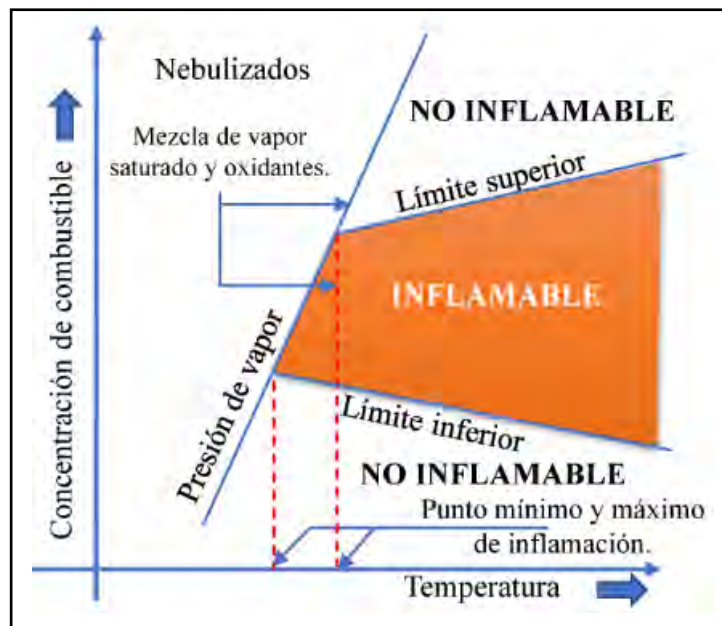 Nebulizados
NO INFLAMABLE
Mezcla de vapor
saturado y oxidantes.
Límite superior
INFLAMABLE
Concentración de combustible
Presión de vapor
Límite inferior
NO INFLAMABLE
Punto mínimo y máximo
de inflamación.
Temperatura